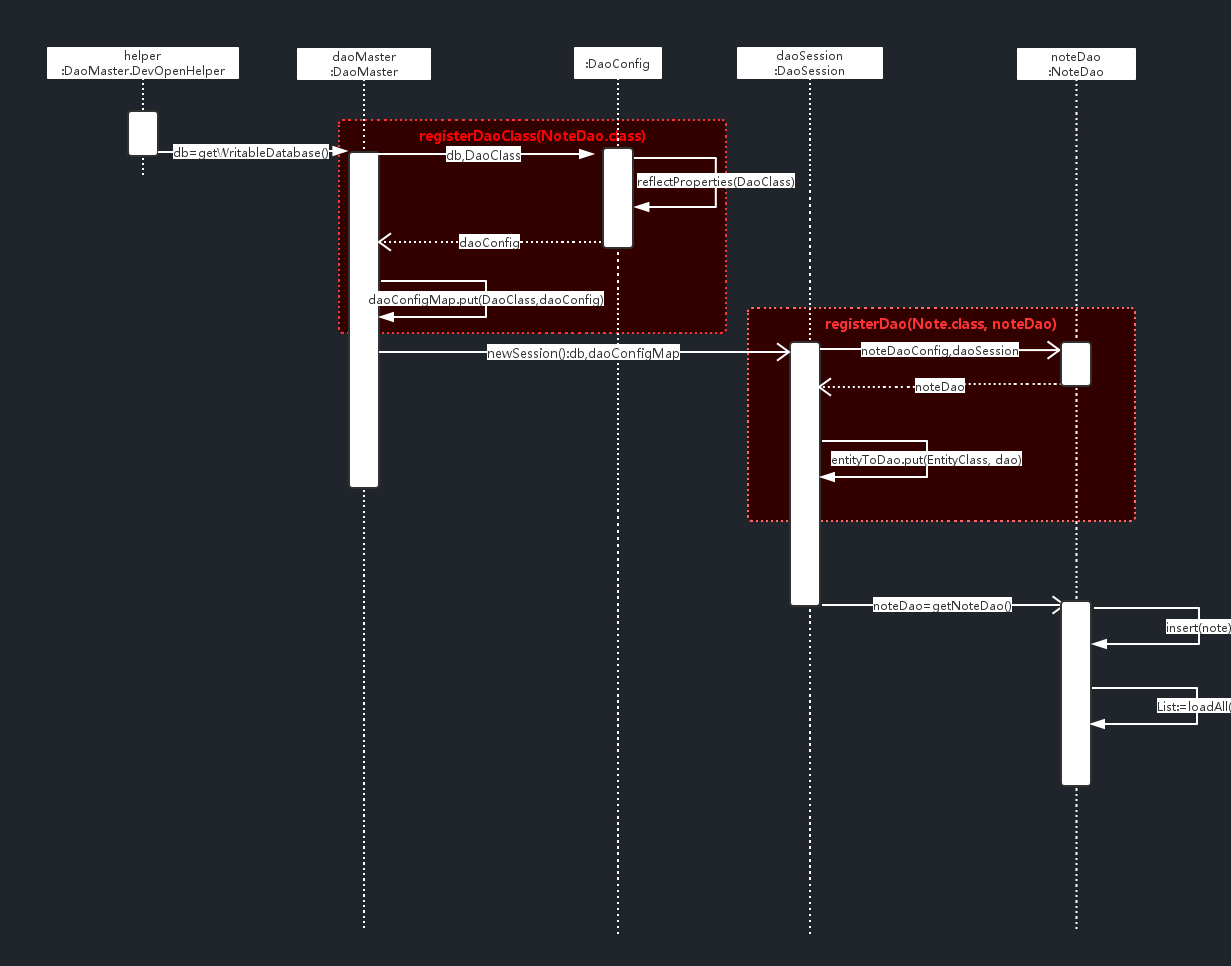 helper
:DaoMaster.DevOpenHelper
daoMaster
:DaoMaster
:DaoConfig
daoSession
:DaoSession
noteDao
:NoteDao
registerDaoClass(NoteDao.class)
db=getWritableDatabase()
db,DaoClass
reflectProperties(DaoClass)
daoConfig
daoConfigMap.put(DaoClass,daoConfig)
registerDao(Note.class, noteDao)
newSession():db,daoConfigMap
noteDaoConfig,daoSession
noteDao
entityToDao.put(EntityClass, dao)
noteDao=getNoteDao()
insert(note)
List:=loadAll(